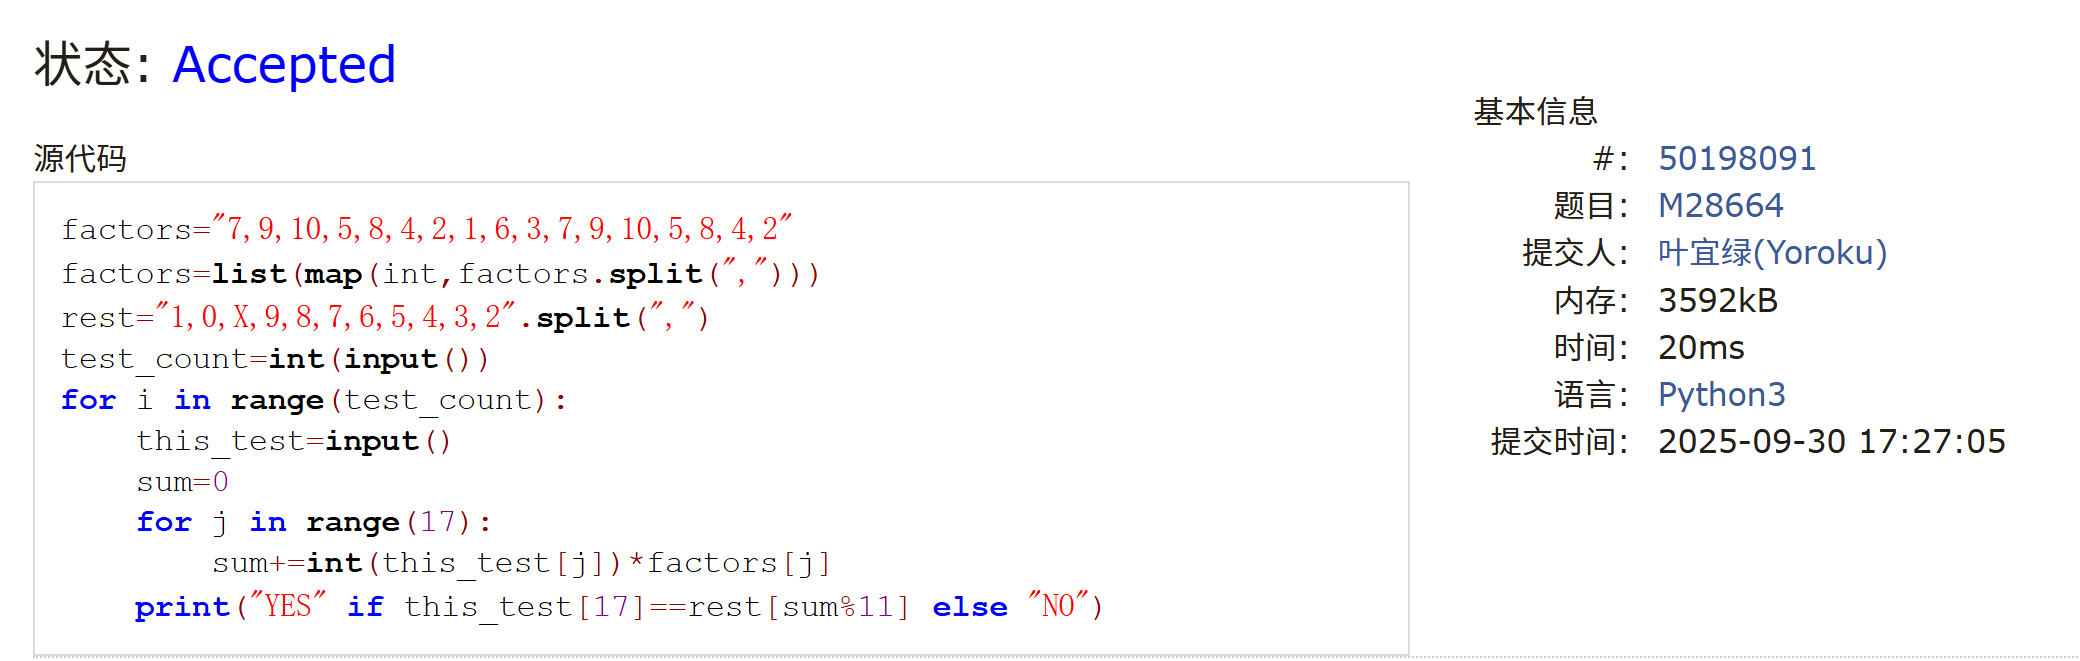 状态: Accepted
源代码
factors="7,9,10,5,8,4,2,1,6,3,7,9,10,5,8,4,2"
factors=list(map(int,factors.split(",")))
rest="1,0,X,9,8,7,6,5,4,3,2".split(",")
test_count=int(input())
for i in range(test_count):
    this_test=input()
    sum=0
    for j in range(17):
        sum+=int(this_test[j])*factors[j]
    print("YES" if this_test[17]==rest[sum%11] else "NO")
基本信息
#: 50198091
题目: M28664
提交人: 叶宜绿(Yoroku)
内存: 3592kB
时间: 20ms
语言: Python3
提交时间: 2025-09-30 17:27:05